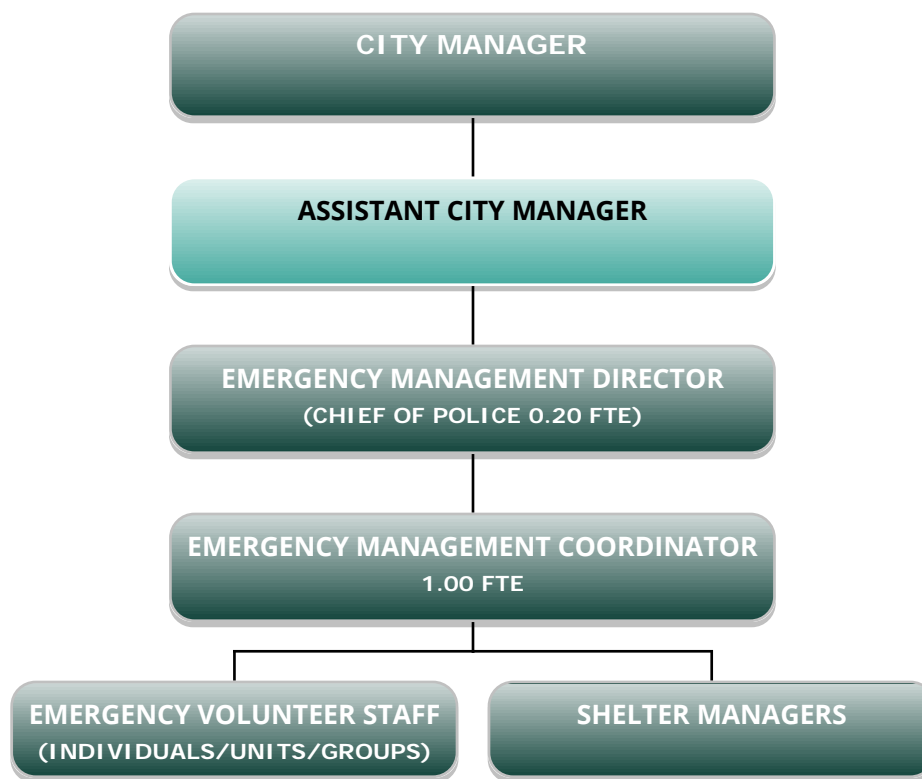 CITY MANAGER
ASSISTANT CITY MANAGER
EMERGENCY MANAGEMENT DIRECTOR
(CHIEF OF POLICE 0.20 FTE)
EMERGENCY MANAGEMENT COORDINATOR
1.00 FTE
EMERGENCY VOLUNTEER STAFF
(INDIVIDUALS/UNITS/GROUPS)
SHELTER MANAGERS